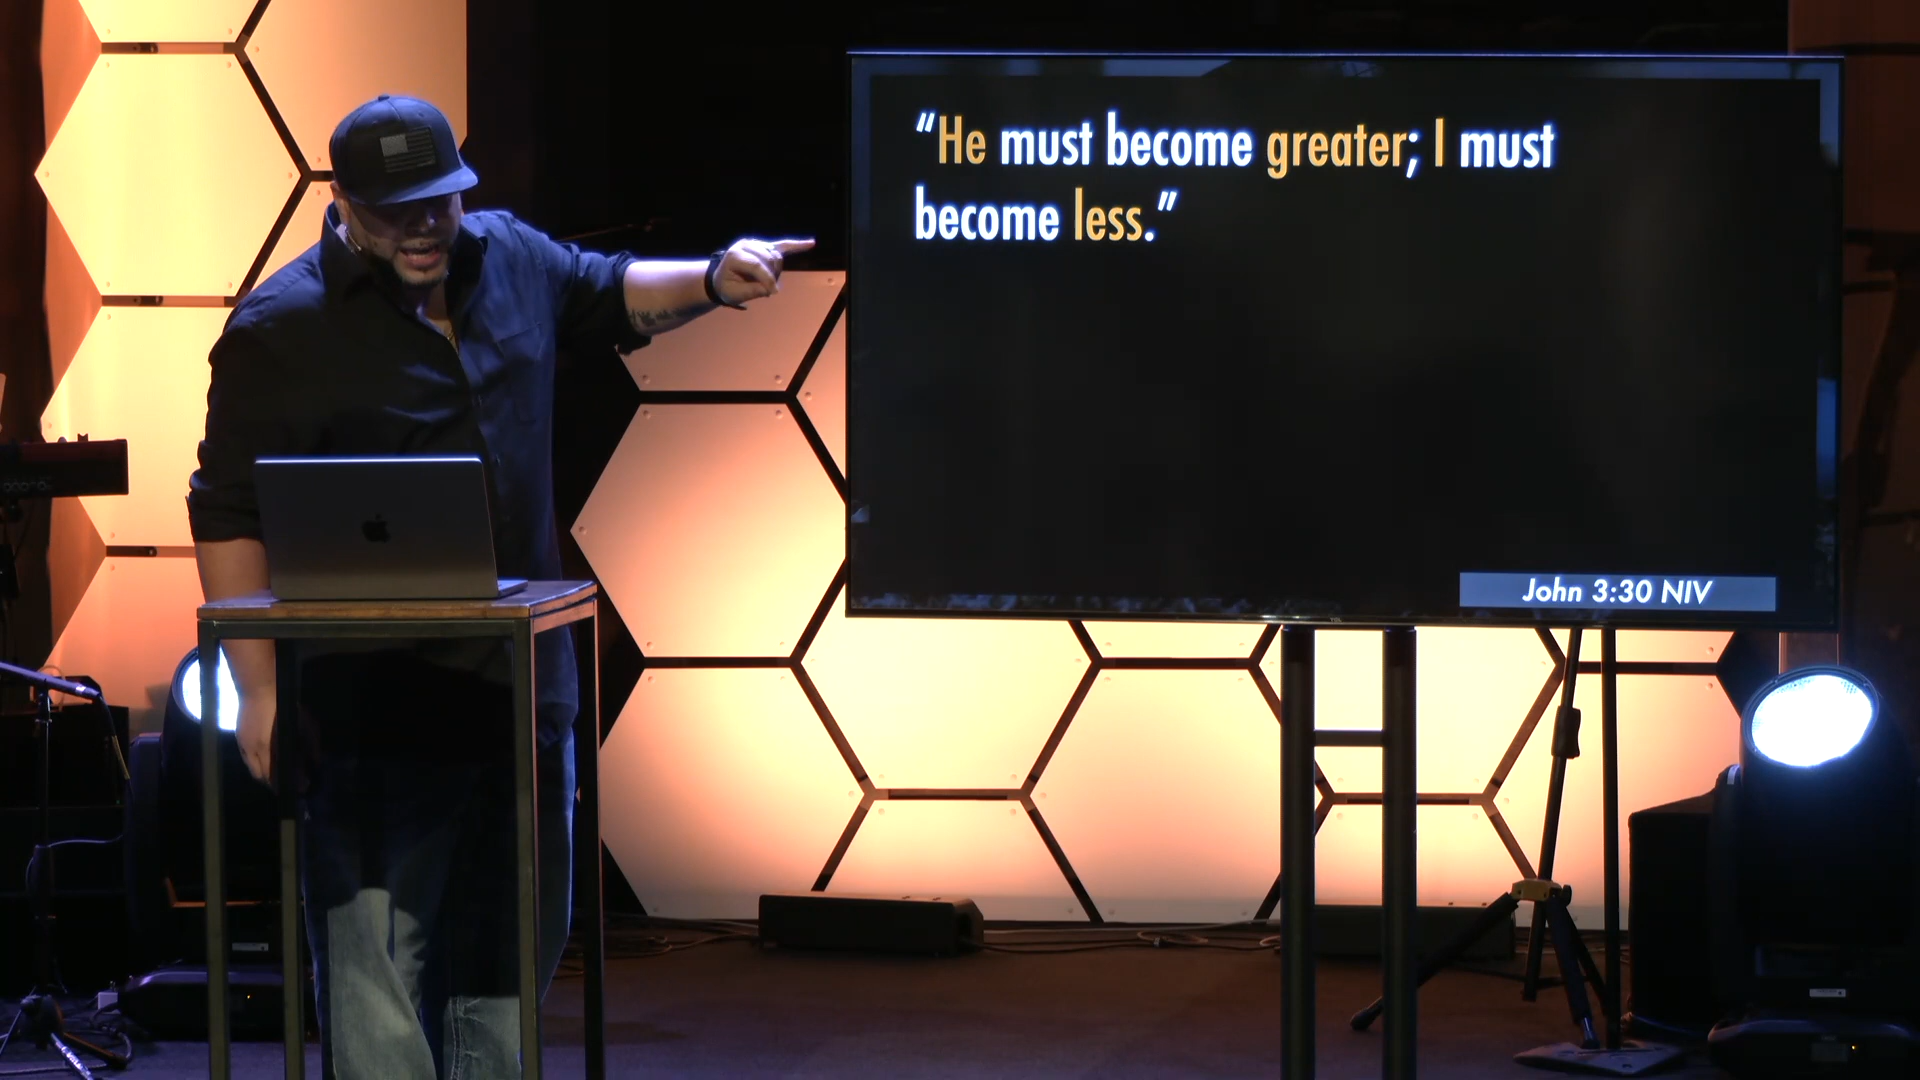 “He must become greater; I must
become less.”
John 3:30 NIV